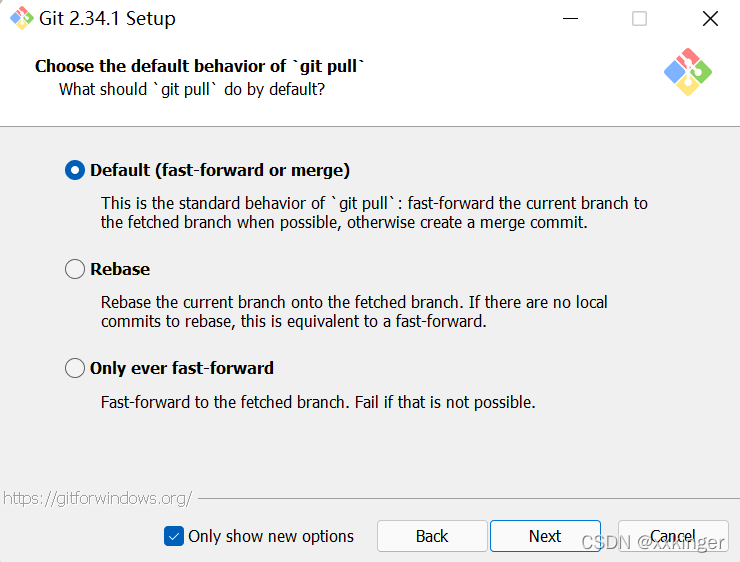 Git 2.34.1 Setup
Choose the default behavior of `git pull`
What should `git pull` do by default?
Default (fast-forward or merge)
This is the standard behavior of `git pull`: fast-forward the current branch to
the fetched branch when possible, otherwise create a merge commit.
Rebase
Rebase the current branch onto the fetched branch. If there are no local
commits to rebase, this is equivalent to a fast-forward.
Only ever fast-forward
Fast-forward to the fetched branch. Fail if that is not possible.
https://gitforwindows.org/
Only show new options
Back
Next
Cancel
CSDN @xxkinger